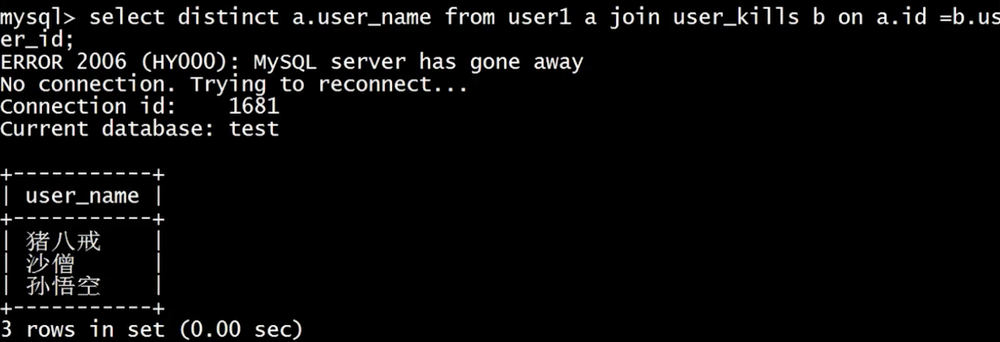 mysql> select distinct a.user_name from user1 a join user_kills b on a.id =b.us
er_id;
ERROR 2006 (HY000): MySQL server has gone away
No connection. Trying to reconnect...
Connection id:    1681
Current database: test
+-----------+
| user_name |
+-----------+
| 猪八戒    |
| 沙僧      |
| 孙悟空    |
+-----------+
3 rows in set (0.00 sec)